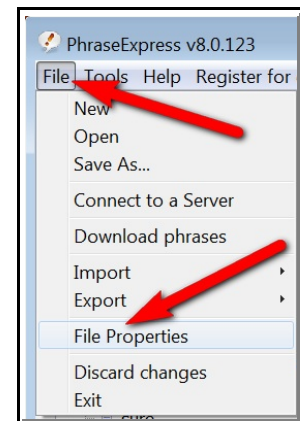 PhraseExpress v8.0.123
File Tools Help Register for
New
Open
Save As...
Connect to a Server
Download phrases
Import
Export
File Properties
Discard changes
Exit